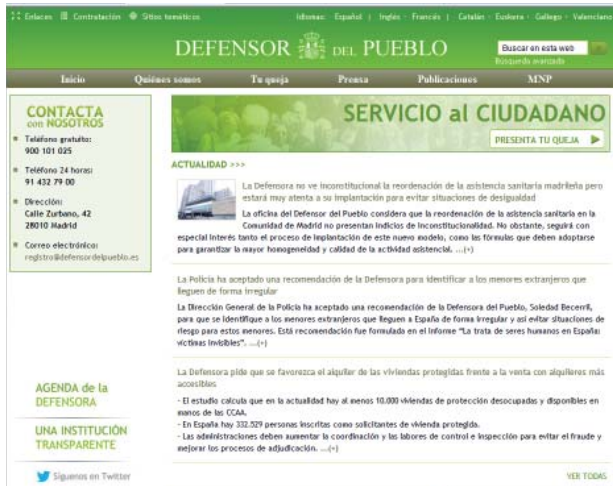 Enlaces Contratación Sitios temáticos
Idiomas: Español | Inglés · Francés | Catalán · Euskera · Gallego · Valenciano
DEFENSOR DEL PUEBLO
Buscar en esta web
Búsqueda avanzada
Inicio Quiénes somos Tu queja Prensa Publicaciones MNP
CONTACTA
con NOSOTROS
Teléfono gratuito:
900 101 025
Teléfono 24 horas:
91 432 79 00
Dirección:
Calle Zurbano, 42
28010 Madrid
Correo electrónico:
registro@defensordelpueblo.es
AGENDA de la
DEFENSORA
UNA INSTITUCIÓN
TRANSPARENTE
Síguenos en Twitter
SERVICIO al CIUDADANO
PRESENTA TU QUEJA
ACTUALIDAD >>>
La Defensora no ve inconstitucional la reordenación de la asistencia sanitaria madrileña pero
estará muy atenta a su implantación para evitar situaciones de desigualdad
La oficina del Defensor del Pueblo considera que la reordenación de la asistencia sanitaria en la
Comunidad de Madrid no presentan indicios de inconstitucionalidad. No obstante, seguirá con
especial interés tanto el proceso de implantación de este nuevo modelo, como las fórmulas que deben adoptarse
para garantizar la mayor homogeneidad y calidad de la actividad asistencial. ...(+)
La Policía ha aceptado una recomendación de la Defensora para identificar a los menores extranjeros que
lleguen de forma irregular
La Dirección General de la Policía ha aceptado una recomendación de la Defensora del Pueblo, Soledad Becerril,
para que se identifique a los menores extranjeros que lleguen a España de forma irregular y así evitar situaciones de
riesgo para estos menores. Está recomendación fue formulada en el informe "La trata de seres humanos en España:
víctimas invisibles". ...(+)
La Defensora pide que se favorezca el alquiler de las viviendas protegidas frente a la venta con alquileres más
accesibles
- El estudio calcula que en la actualidad hay al menos 10.000 viviendas de protección desocupadas y disponibles en
manos de las CCAA.
- En España hay 332.529 personas inscritas como solicitantes de vivienda protegida.
- Las administraciones deben aumentar la coordinación y las labores de control e inspección para evitar el fraude y
mejorar los procesos de adjudicación. ...(+)
VER TODAS